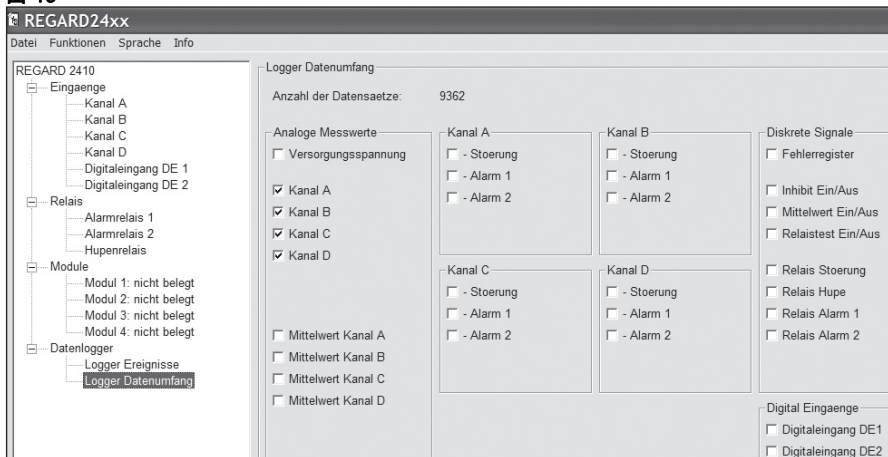 REGARD24xx
Datei Funktionen Sprache Info
REGARD 2410
Eingaenge
Kanal A
Kanal B
Kanal C
Kanal D
Digitaleingang DE 1
Digitaleingang DE 2
Relais
Alarmrelais 1
Alarmrelais 2
Hupenrelais
Module
Modul 1: nicht belegt
Modul 2: nicht belegt
Modul 3: nicht belegt
Modul 4: nicht belegt
Datenlogger
Logger Ereignisse
Logger Datenumfang
Logger Datenumfang
Anzahl der Datensaetze: 9362
Analoge Messwerte
Versorgungsspannung
Kanal A
Kanal B
Kanal C
Kanal D
Mittelwert Kanal A
Mittelwert Kanal B
Mittelwert Kanal C
Mittelwert Kanal D
Kanal A
- Stoerung
- Alarm 1
- Alarm 2
Kanal B
- Stoerung
- Alarm 1
- Alarm 2
Kanal C
- Stoerung
- Alarm 1
- Alarm 2
Kanal D
- Stoerung
- Alarm 1
- Alarm 2
Diskrete Signale
Fehlerregister
Inhibit Ein/Aus
Mittelwert Ein/Aus
Relaistest Ein/Aus
Relais Stoerung
Relais Hupe
Relais Alarm 1
Relais Alarm 2
Digital Eingaenge
Digitaleingang DE1
Digitaleingang DE2